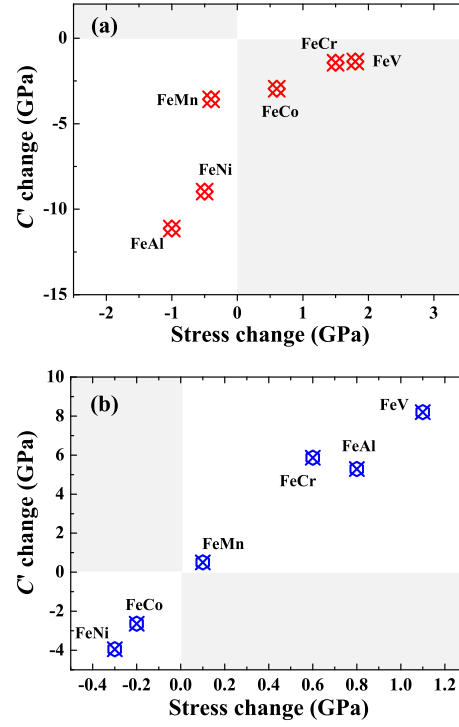 (a)
FeCr
FeV
FeMn
FeCo
FeNi
FeAl
0
-5
-10
-15
C' change (GPa)
-2 -1 0 1 2 3
Stress change (GPa)
(b)
FeV
FeAl
FeCr
FeMn
FeCo
FeNi
10
8
6
4
2
0
-2
-4
C' change (GPa)
-0.4 -0.2 0.0 0.2 0.4 0.6 0.8 1.0 1.2
Stress change (GPa)